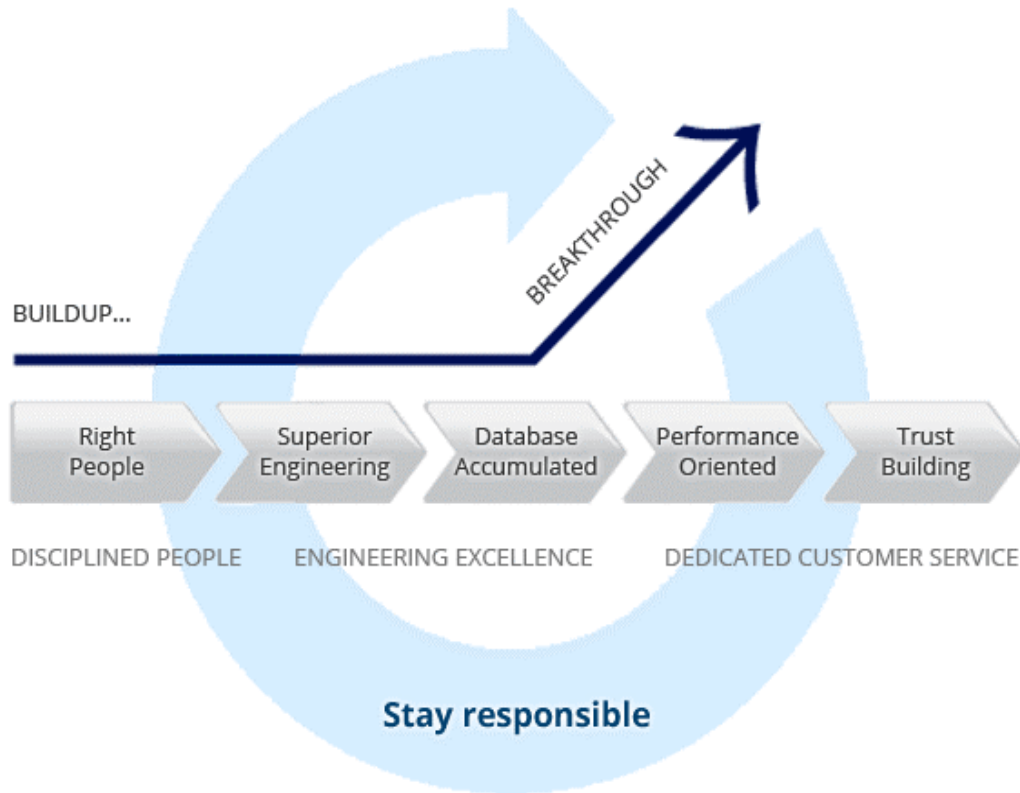 BREAKTHROUGH
BUILDUP...
Right
People
Superior
Engineering
Database
Accumulated
Performance
Oriented
Trust
Building
DISCIPLINED PEOPLE
ENGINEERING EXCELLENCE
DEDICATED CUSTOMER SERVICE
Stay responsible